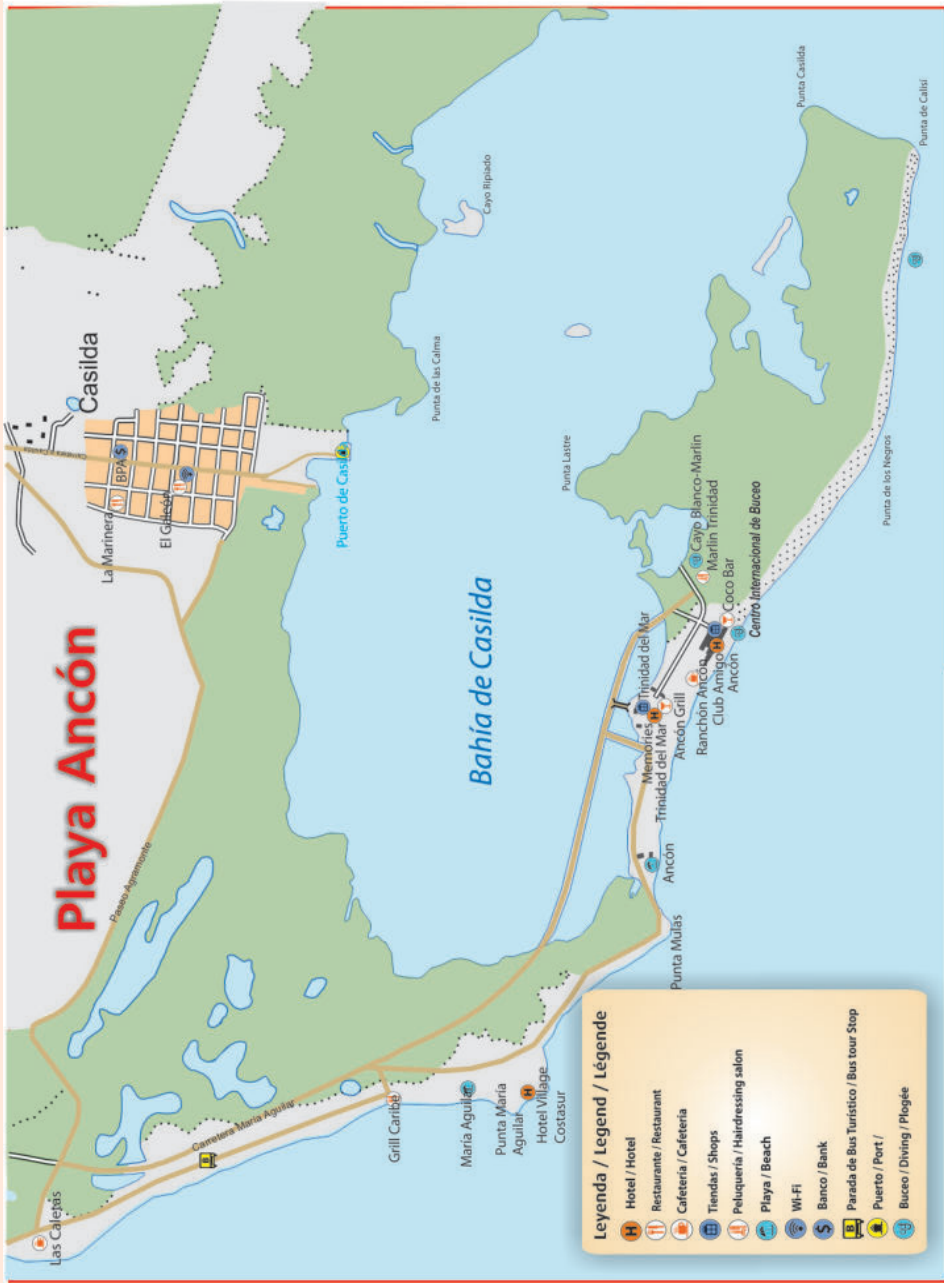 Playa Ancón
Casilda
Carretera a Casilda
La Marinera
BPA
El Galeón
Paseo Agramonte
Puerto de Casilda
Punta de las Calma
Cayo Ripiado
Las Caletas
Carretera María Aguilar
Grill Caribe
María Aguilar
Punta María
Aguilar
Hotel Village
Costasur
Bahía de Casilda
Punta Lastre
Punta Casilda
Punta de Calisi
Punta de los Negros
Punta Mulas
Ancón
Memories
Trinidad del Mar
Trinidad del Mar
Ancón Grill
Ranchón Ancón
Club Amigo
Ancón
Cayo Blanco-Marlin
Marlin Trinidad
Coco Bar
Centro Internacional de Buceo
Leyenda / Legend / Légende
H Hotel / Hotel
Restaurante / Restaurant
Cafetería / Cafetería
Tiendas / Shops
Peluquería / Hairdressing salon
Playa / Beach
Wi-Fi
$ Banco / Bank
B Parada de Bus Turístico / Bus tour Stop
Puerto / Port /
Buceo / Diving / Plogée